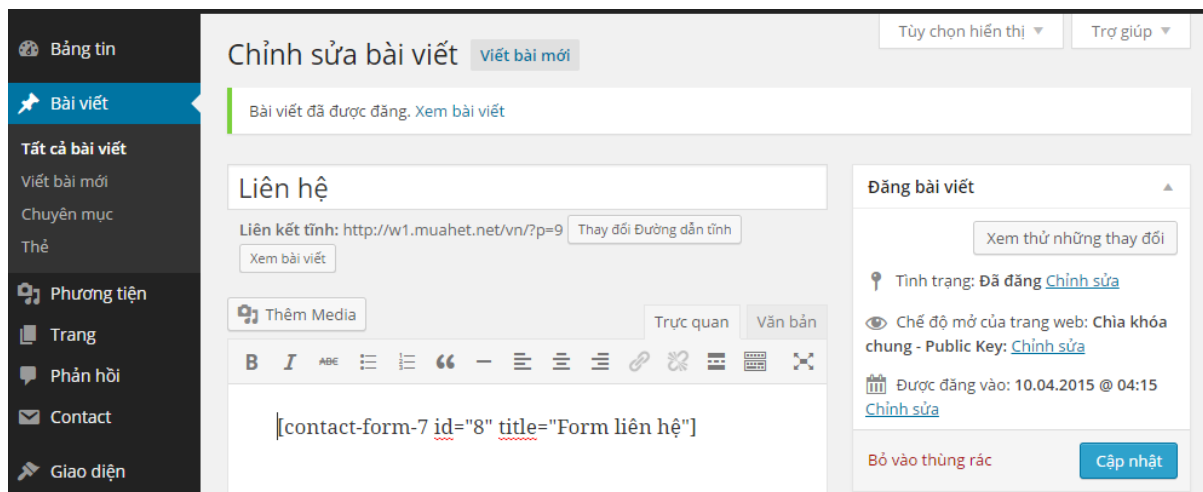 Bảng tin
Bài viết
Tất cả bài viết
Viết bài mới
Chuyên mục
Thẻ
Phương tiện
Trang
Phản hồi
Contact
Giao diện
Tùy chọn hiển thị
Trợ giúp
Chỉnh sửa bài viết Viết bài mới
Bài viết đã được đăng. Xem bài viết
Liên hệ
Liên kết tĩnh: http://w1.muahet.net/vn/?p=9 Thay đổi Đường dẫn tĩnh
Xem bài viết
Thêm Media
Trực quan Văn bản
B I ABC
[contact-form-7 id="8" title="Form liên hệ"]
Đăng bài viết
Xem thử những thay đổi
Tình trạng: Đã đăng Chỉnh sửa
Chế độ mở của trang web: Chìa khóa
chung - Public Key: Chỉnh sửa
Được đăng vào: 10.04.2015 @ 04:15
Chỉnh sửa
Bỏ vào thùng rác
Cập nhật